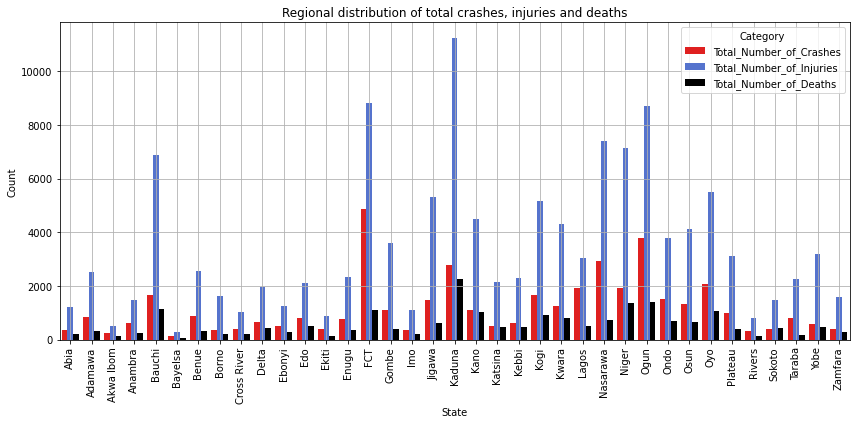 Regional distribution of total crashes, injuries and deaths
Category
Total_Number_of_Crashes
Total_Number_of_Injuries
Total_Number_of_Deaths
Count
10000
8000
6000
4000
2000
0
Abia
Adamawa
Akwa Ibom
Anambra
Bauchi
Bayelsa
Benue
Borno
Cross River
Delta
Ebonyi
Edo
Ekiti
Enugu
FCT
Gombe
Imo
Jigawa
Kaduna
Kano
Katsina
Kebbi
Kogi
Kwara
Lagos
Nasarawa
Niger
Ogun
Ondo
Osun
Oyo
Plateau
Rivers
Sokoto
Taraba
Yobe
Zamfara
State